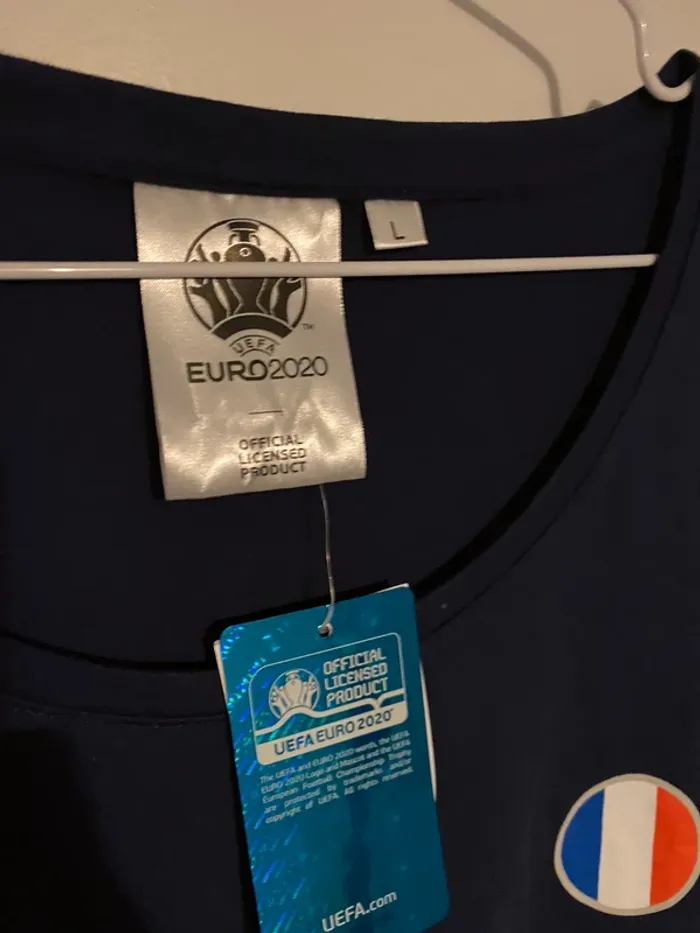 L
TM
UEFA
EURO2020
OFFICIAL
LICENSED
PRODUCT
OFFICIAL
LICENSED
PRODUCT
UEFA EURO 2020
The UEFA and EURO 2020 words, the UEFA
EURO 2020 Logo and Mascot and the UEFA
European Football Championship Trophy
are protected by trademarks and/or
copyright of UEFA. All rights reserved.
UEFA.com